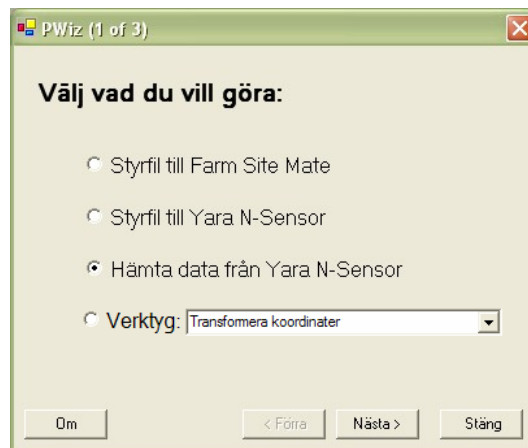 PWiz (1 of 3)
Välj vad du vill göra:
Styrfil till Farm Site Mate
Styrfil till Yara N-Sensor
Hämta data från Yara N-Sensor
Verktyg: Transformera koordinater
Om < Förra Nästa > Stäng